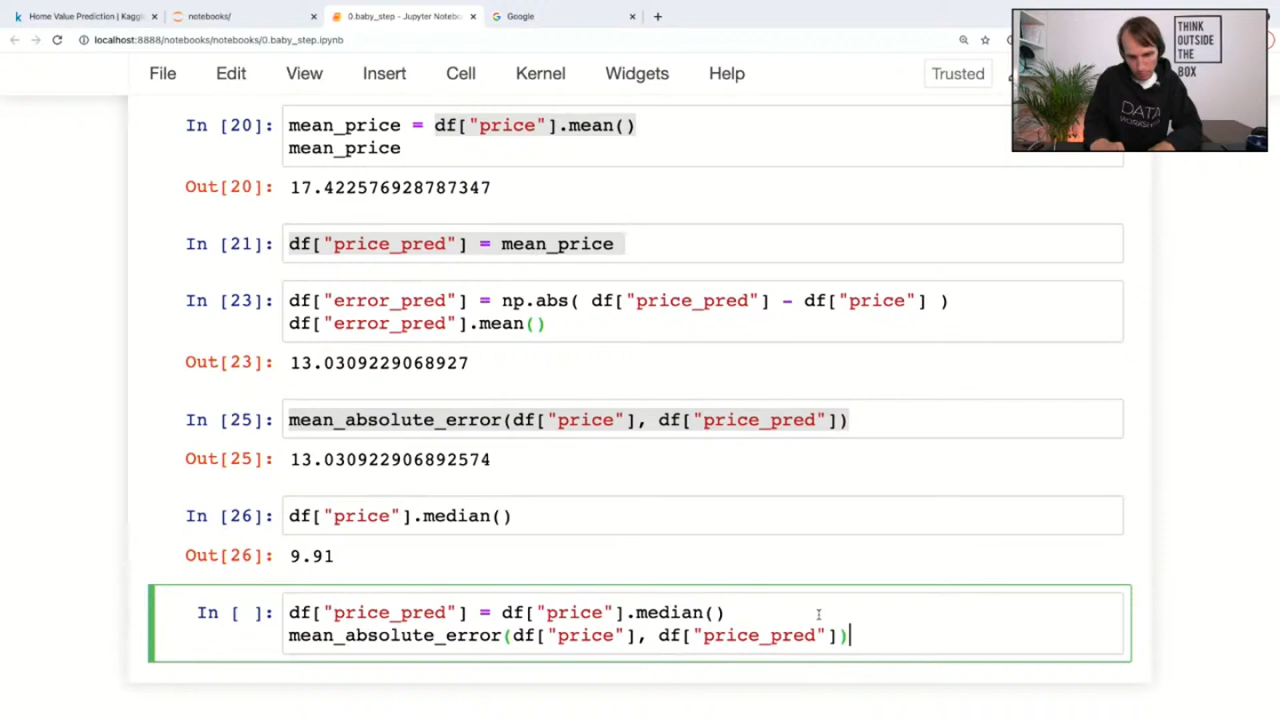 Home Value Prediction | Kaggl
notebooks/
0.baby_step - Jupyter Notebo
Google
localhost:8888/notebooks/notebooks/0.baby_step.ipynb
THINK
OUTSIDE
THE
BOX
DATA
File Edit View Insert Cell Kernel Widgets Help Trusted
In [20]: mean_price = df["price"].mean()
mean_price
Out[20]: 17.422576928787347
In [21]: df["price_pred"] = mean_price
In [23]: df["error_pred"] = np.abs( df["price_pred"] - df["price"] )
df["error_pred"].mean()
Out[23]: 13.0309229068927
In [25]: mean_absolute_error(df["price"], df["price_pred"])
Out[25]: 13.030922906892574
In [26]: df["price"].median()
Out[26]: 9.91
In [ ]: df["price_pred"] = df["price"].median()
mean_absolute_error(df["price"], df["price_pred"])